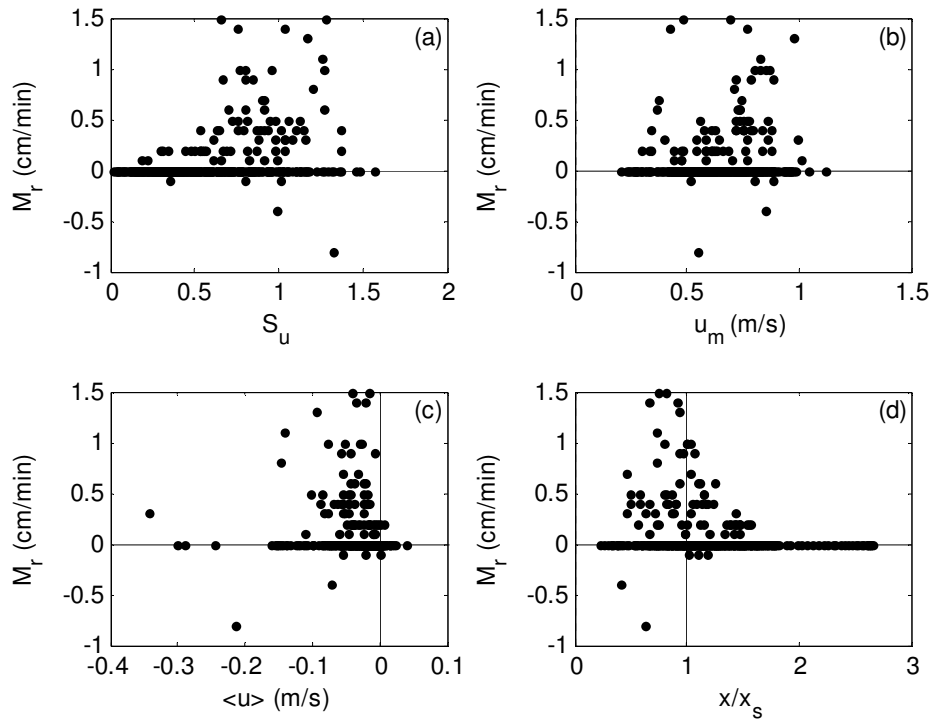 1.5
(a)
1
0.5
0
-0.5
-1
M_r (cm/min)
0 0.5 1 1.5 2
S_u
1.5
(b)
1
0.5
0
-0.5
-1
M_r (cm/min)
0.5 1 1.5
u_m (m/s)
1.5
(c)
1
0.5
0
-0.5
-1
M_r (cm/min)
-0.4 -0.3 -0.2 -0.1 0 0.1
<u> (m/s)
1.5
(d)
1
0.5
0
-0.5
-1
M_r (cm/min)
0 1 2 3
x/x_s